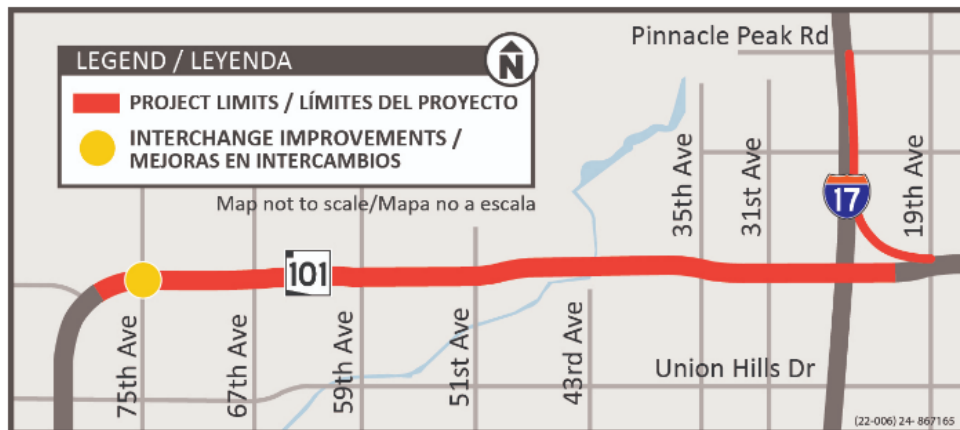 Pinnacle Peak Rd
LEGEND / LEYENDA
N
PROJECT LIMITS / LÍMITES DEL PROYECTO
INTERCHANGE IMPROVEMENTS /
MEJORAS EN INTERCAMBIOS
Map not to scale/Mapa no a escala
35th Ave
31st Ave
17
19th Ave
101
75th Ave
67th Ave
59th Ave
51st Ave
43rd Ave
Union Hills Dr
(22-006) 24- 867165